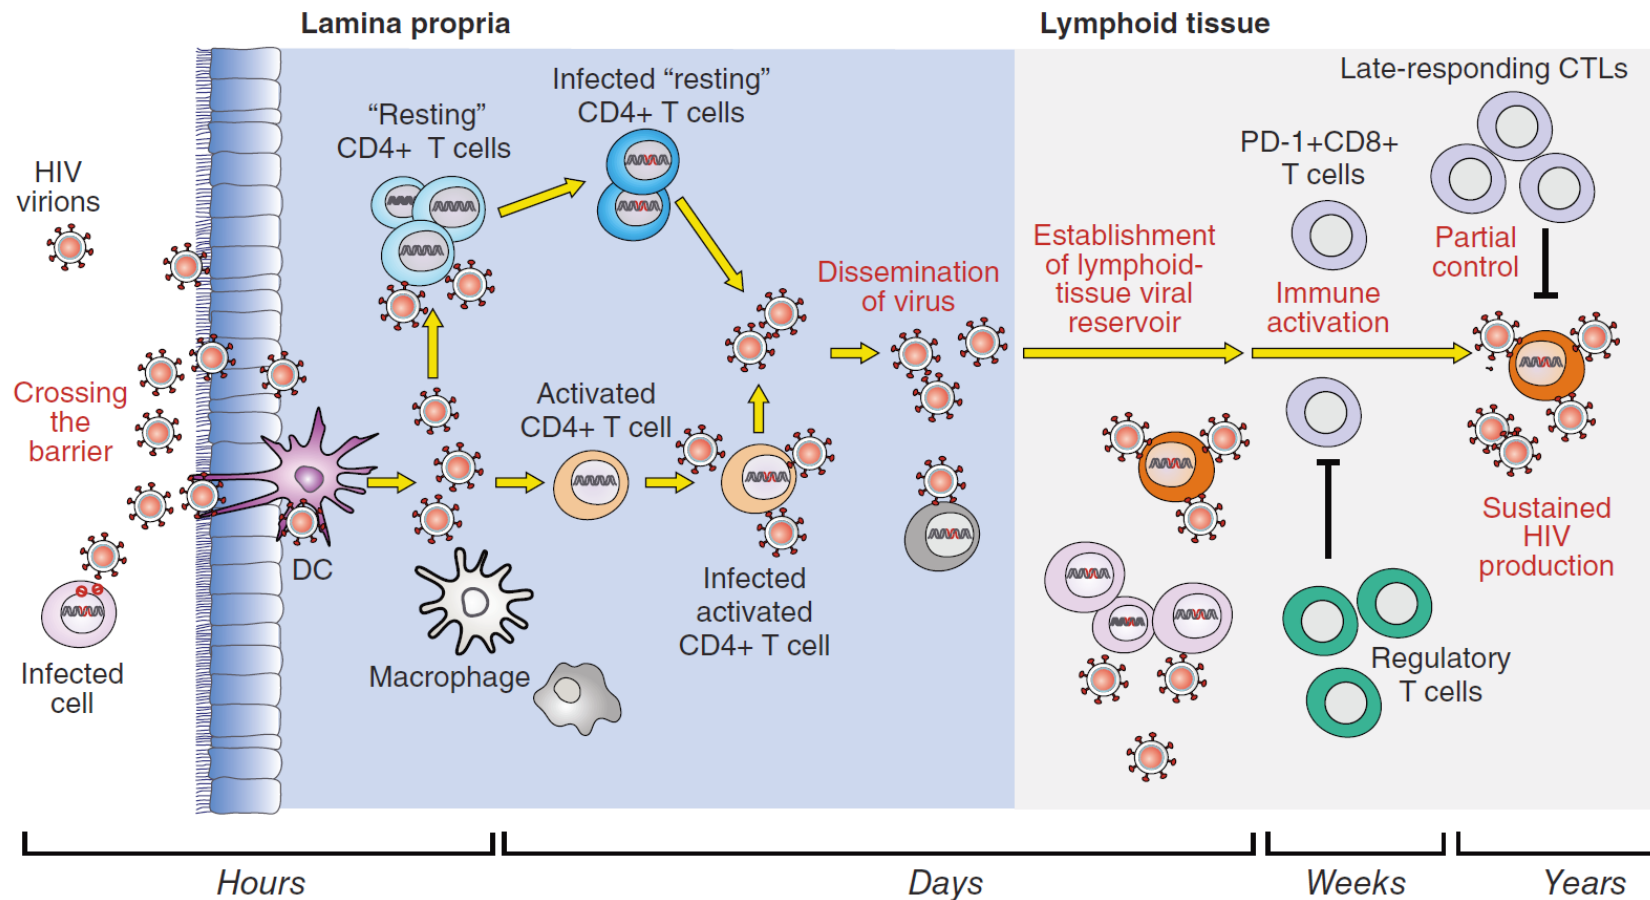 Lamina propria
Lymphoid tissue
HIV
virions
Crossing
the
barrier
Infected
cell
"Resting"
CD4+ T cells
Infected "resting"
CD4+ T cells
DC
Macrophage
Activated
CD4+ T cell
Infected
activated
CD4+ T cell
Dissemination
of virus
Establishment
of lymphoid-
tissue viral
reservoir
PD-1+CD8+
T cells
Immune
activation
Regulatory
T cells
Late-responding CTLs
Partial
control
Sustained
HIV
production
Hours
Days
Weeks
Years